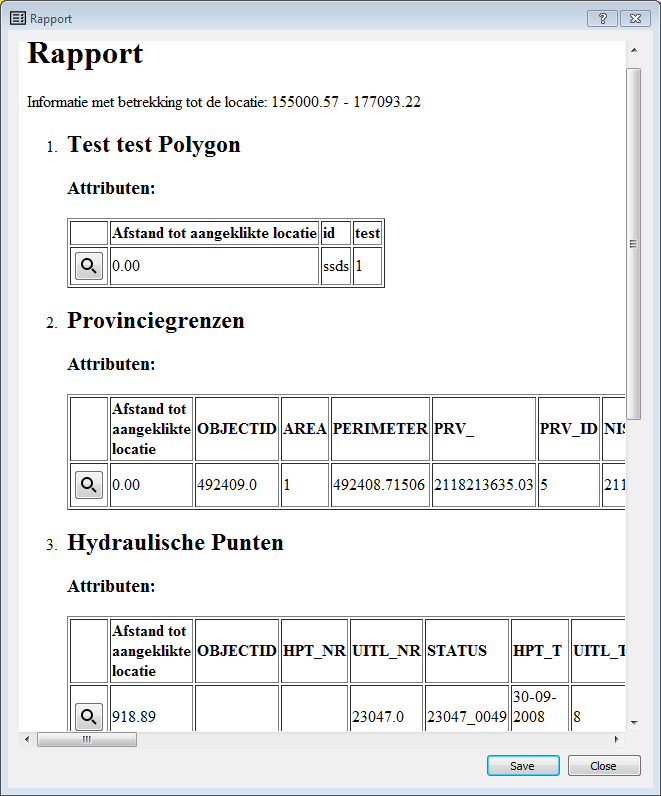 Rapport
Rapport
Informatie met betrekking tot de locatie: 155000.57 - 177093.22
1. Test test Polygon
Attributen:
Afstand tot aangeklikte locatie id test
0.00 ssds 1
2. Provinciegrenzen
Attributen:
Afstand tot
aangeklikte OBJECTID AREA PERIMETER PRV_ PRV_ID NIS
locatie
0.00 492409.0 1 492408.71506 2118213635.03 5 211
3. Hydraulische Punten
Attributen:
Afstand tot
aangeklikte OBJECTID HPT_NR UITL_NR STATUS HPT_T UITL_T
locatie
30-09-
918.89 23047.0 23047_0049 2008 8
Save Close